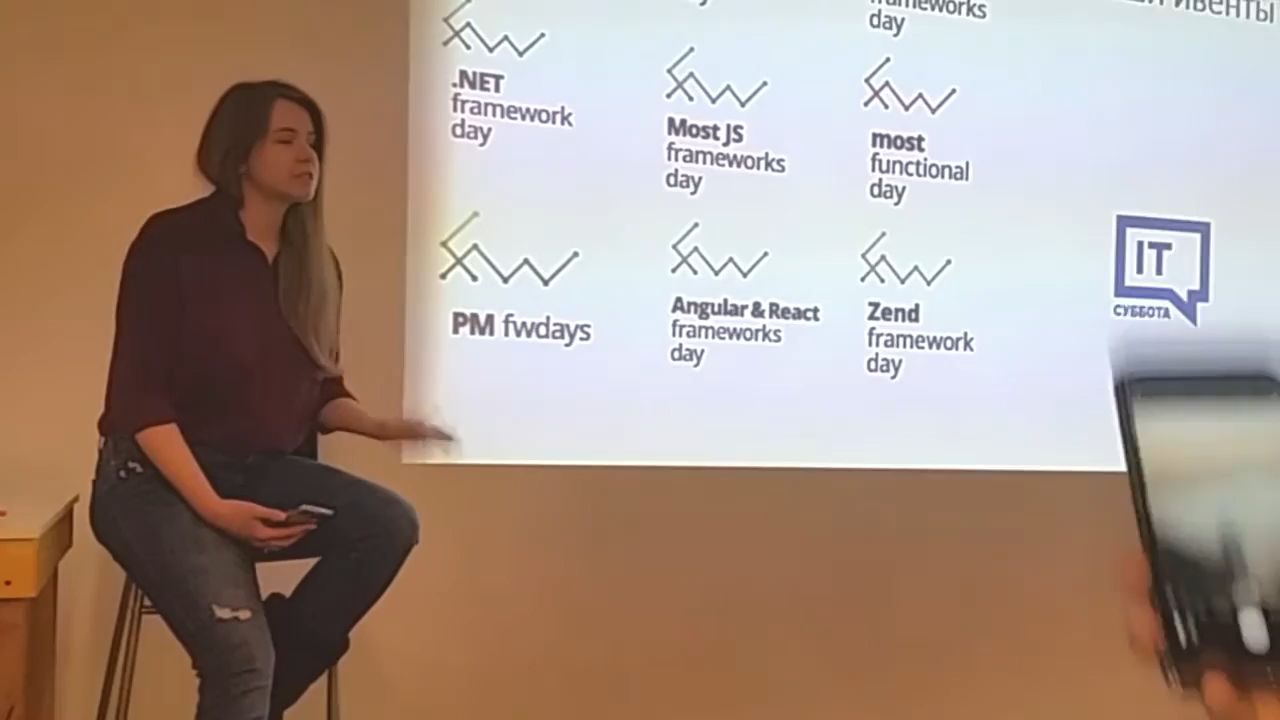 frameworks
day
ивенты
.NET
framework
day
Most JS
frameworks
day
most
functional
day
PM fwdays
Angular & React
frameworks
day
Zend
framework
day
IT
СУББОТА